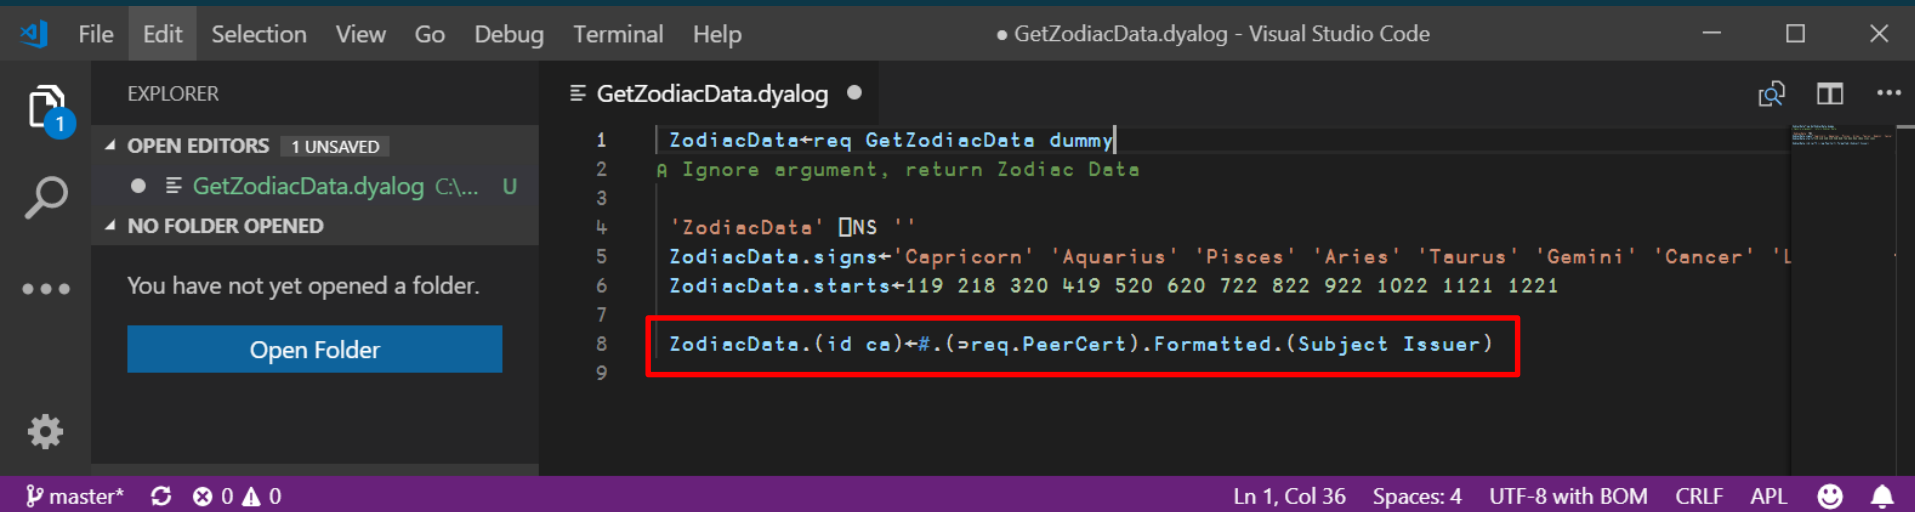 File Edit Selection View Go Debug Terminal Help ● GetZodiacData.dyalog - Visual Studio Code
EXPLORER
OPEN EDITORS 1 UNSAVED
GetZodiacData.dyalog C:\... U
NO FOLDER OPENED
You have not yet opened a folder.
Open Folder
1
GetZodiacData.dyalog ●
1 ZodiacData←req GetZodiacData dummy
2 ⍝ Ignore argument, return Zodiac Data
3
4 'ZodiacData' ⎕NS ''
5 ZodiacData.signs←'Capricorn' 'Aquarius' 'Pisces' 'Aries' 'Taurus' 'Gemini' 'Cancer' 'L
6 ZodiacData.starts←119 218 320 419 520 620 722 822 922 1022 1121 1221
7
8 ZodiacData.(id ca)←#.(⊃req.PeerCert).Formatted.(Subject Issuer)
9
master* 0 0 Ln 1, Col 36 Spaces: 4 UTF-8 with BOM CRLF APL